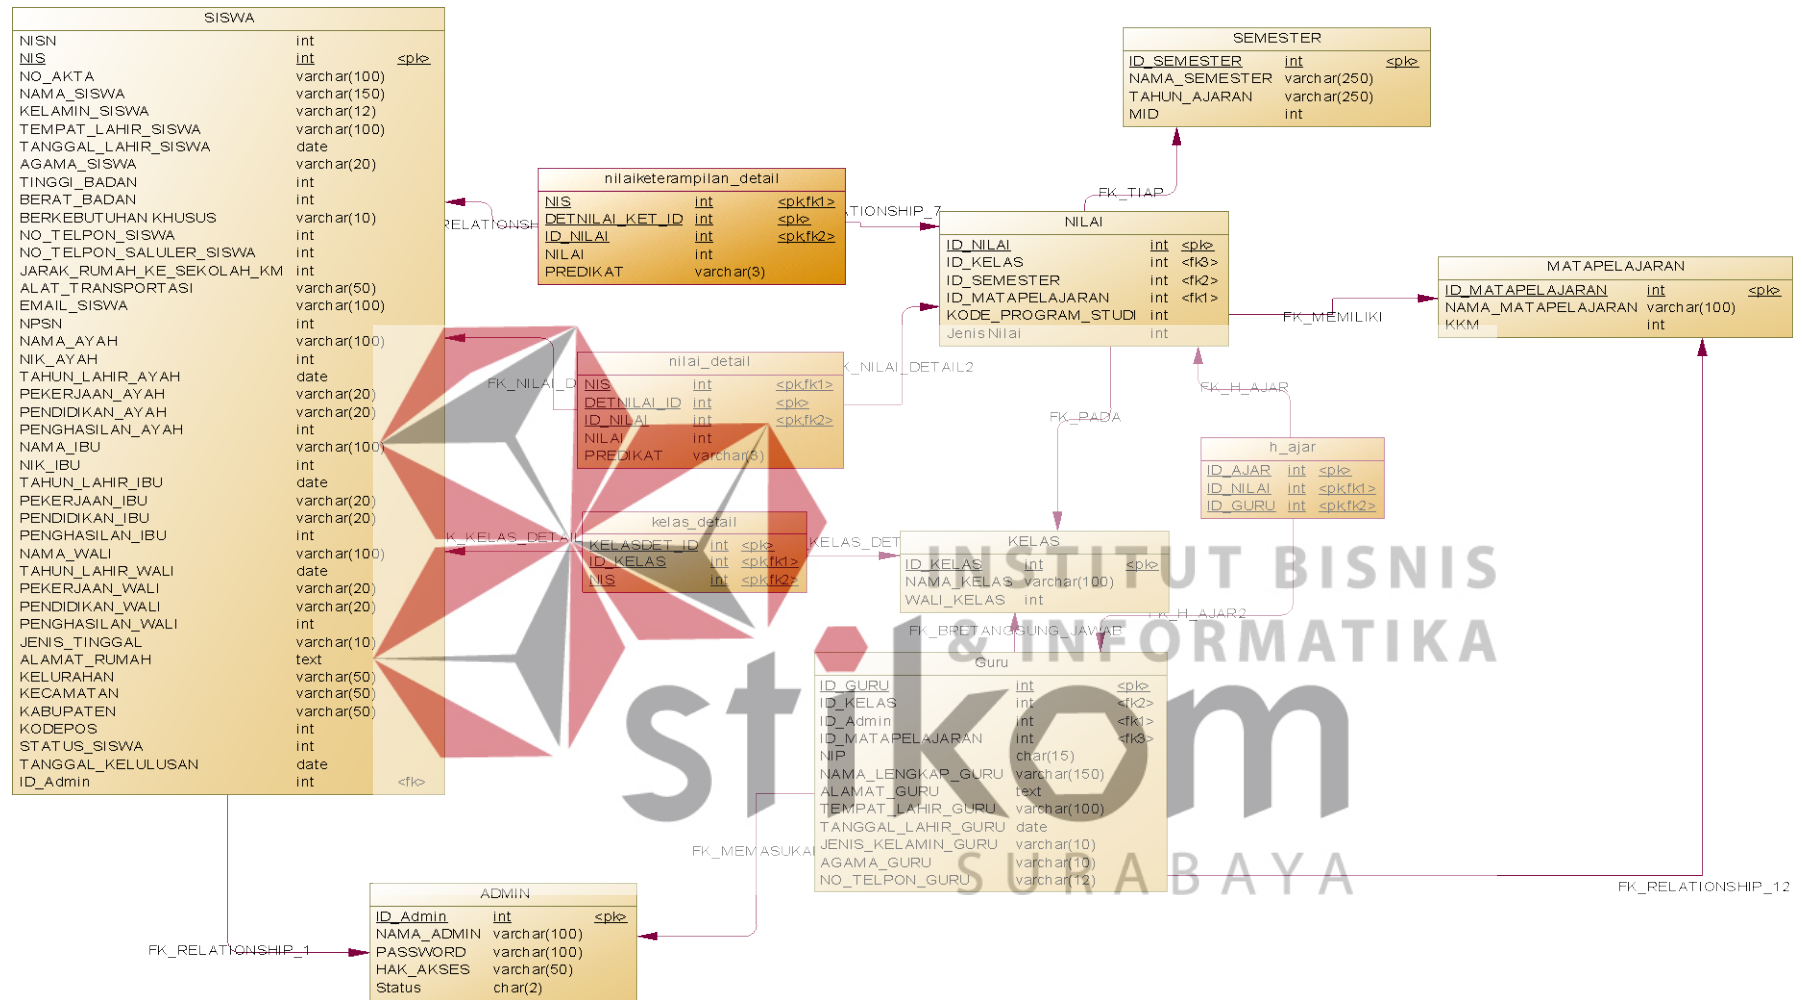 SISWA
NISN int
NIS int <pk>
NO_AKTA varchar(100)
NAMA_SISWA varchar(150)
KELAMIN_SISWA varchar(12)
TEMPAT_LAHIR_SISWA varchar(100)
TANGGAL_LAHIR_SISWA date
AGAMA_SISWA varchar(20)
TINGGI_BADAN int
BERAT_BADAN int
BERKEBUTUHAN KHUSUS varchar(10)
NO_TELPON_SISWA int
NO_TELPON_SALULER_SISWA int
JARAK_RUMAH_KE_SEKOLAH_KM int
ALAT_TRANSPORTASI varchar(50)
EMAIL_SISWA varchar(100)
NPSN int
NAMA_AYAH varchar(100)
NIK_AYAH int
TAHUN_LAHIR_AYAH date
PEKERJAAN_AYAH varchar(20)
PENDIDIKAN_AYAH varchar(20)
PENGHASILAN_AYAH int
NAMA_IBU varchar(100)
NIK_IBU int
TAHUN_LAHIR_IBU date
PEKERJAAN_IBU varchar(20)
PENDIDIKAN_IBU varchar(20)
PENGHASILAN_IBU int
NAMA_WALI varchar(100)
TAHUN_LAHIR_WALI date
PEKERJAAN_WALI varchar(20)
PENDIDIKAN_WALI varchar(20)
PENGHASILAN_WALI int
JENIS_TINGGAL varchar(10)
ALAMAT_RUMAH text
KELURAHAN varchar(50)
KECAMATAN varchar(50)
KABUPATEN varchar(50)
KODEPOS int
STATUS_SISWA int
TANGGAL_KELULUSAN date
ID_Admin int <fk>
SEMESTER
ID_SEMESTER int <pk>
NAMA_SEMESTER varchar(250)
TAHUN_AJARAN varchar(250)
MID int
FK_TIAP
nilaiketerampilan_detail
NIS int <pk,fk1>
DETNILAI_KET_ID int <pk>
ID_NILAI int <pk,fk2>
NILAI int
PREDIKAT varchar(3)
RELATIONSH
ATIONSHIP_7
NILAI
ID_NILAI int <pk>
ID_KELAS int <fk3>
ID_SEMESTER int <fk2>
ID_MATAPELAJARAN int <fk1>
KODE_PROGRAM_STUDI int
Jenis Nilai int
MATAPELAJARAN
ID_MATAPELAJARAN int <pk>
NAMA_MATAPELAJARAN varchar(100)
KKM int
FK_MEMILIKI
nilai_detail
NIS int <pk,fk1>
DETNILAI_ID int <pk>
ID_NILAI int <pk,fk2>
NILAI int
PREDIKAT varchar(3)
FK_NILAI_D
K_NILAI_DETAIL2
FK_PADA
FK_H_AJAR
h_ajar
ID_AJAR int <pk>
ID_NILAI int <pk,fk1>
ID_GURU int <pk,fk2>
kelas_detail
KELASDET_ID int <pk>
ID_KELAS int <pk,fk1>
NIS int <pk,fk2>
K_KELAS_DETAIL
KELAS_DET
KELAS
ID_KELAS int <pk>
NAMA_KELAS varchar(100)
WALI_KELAS int
FK_H_AJAR2
FK_BRETANGGUNG_JAWAB
INSTITUT BISNIS
& INFORMATIKA
stikom
SURABAYA
Guru
ID_GURU int <pk>
ID_KELAS int <fk2>
ID_Admin int <fk1>
ID_MATAPELAJARAN int <fk3>
NIP char(15)
NAMA_LENGKAP_GURU varchar(150)
ALAMAT_GURU text
TEMPAT_LAHIR_GURU varchar(100)
TANGGAL_LAHIR_GURU date
JENIS_KELAMIN_GURU varchar(10)
AGAMA_GURU varchar(10)
NO_TELPON_GURU varchar(12)
FK_MEMASUKAI
FK_RELATIONSHIP_12
ADMIN
ID_Admin int <pk>
NAMA_ADMIN varchar(100)
PASSWORD varchar(100)
HAK_AKSES varchar(50)
Status char(2)
FK_RELATIONSHIP_1